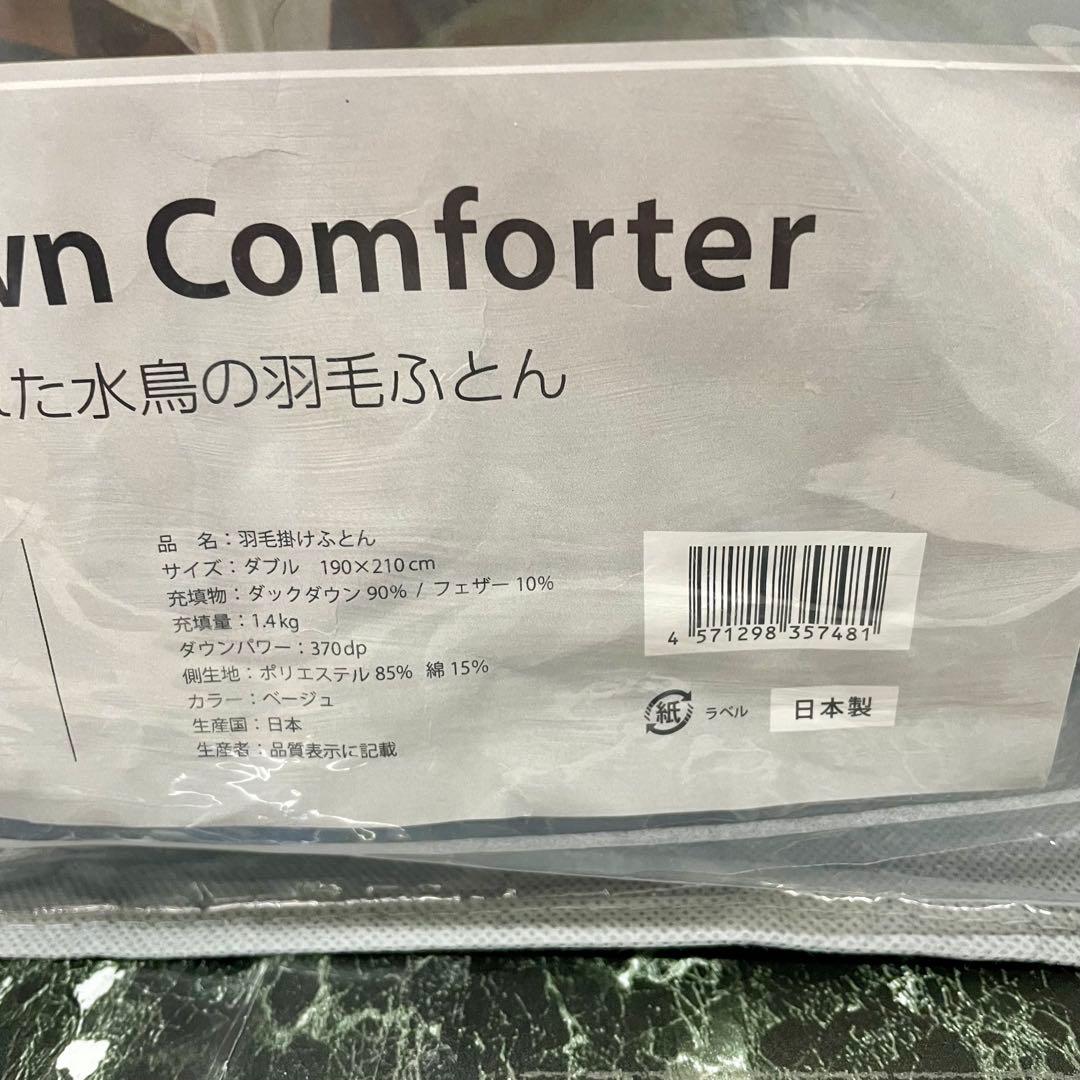 wn Comforter
れた水鳥の羽毛ふとん
品　名：羽毛掛けふとん
サイズ：ダブル　190×210cm
充填物：ダックダウン 90% / フェザー 10%
充填量：1.4kg
ダウンパワー：370dp
側生地：ポリエステル 85%  綿 15%
カラー：ベージュ
生産国：日本
生産者：品質表示に記載
4 571298 357481
紙 ラベル
日本製